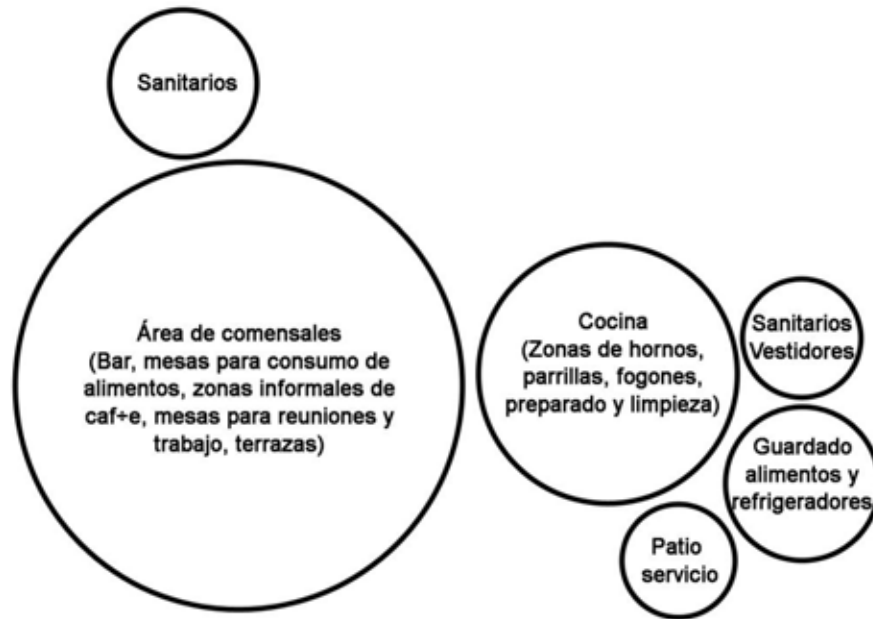 Sanitarios
Área de comensales
(Bar, mesas para consumo de
alimentos, zonas informales de
caf+e, mesas para reuniones y
trabajo, terrazas)
Cocina
(Zonas de hornos,
parrillas, fogones,
preparado y limpieza)
Sanitarios
Vestidores
Guardado
alimentos y
refrigeradores
Patio
servicio